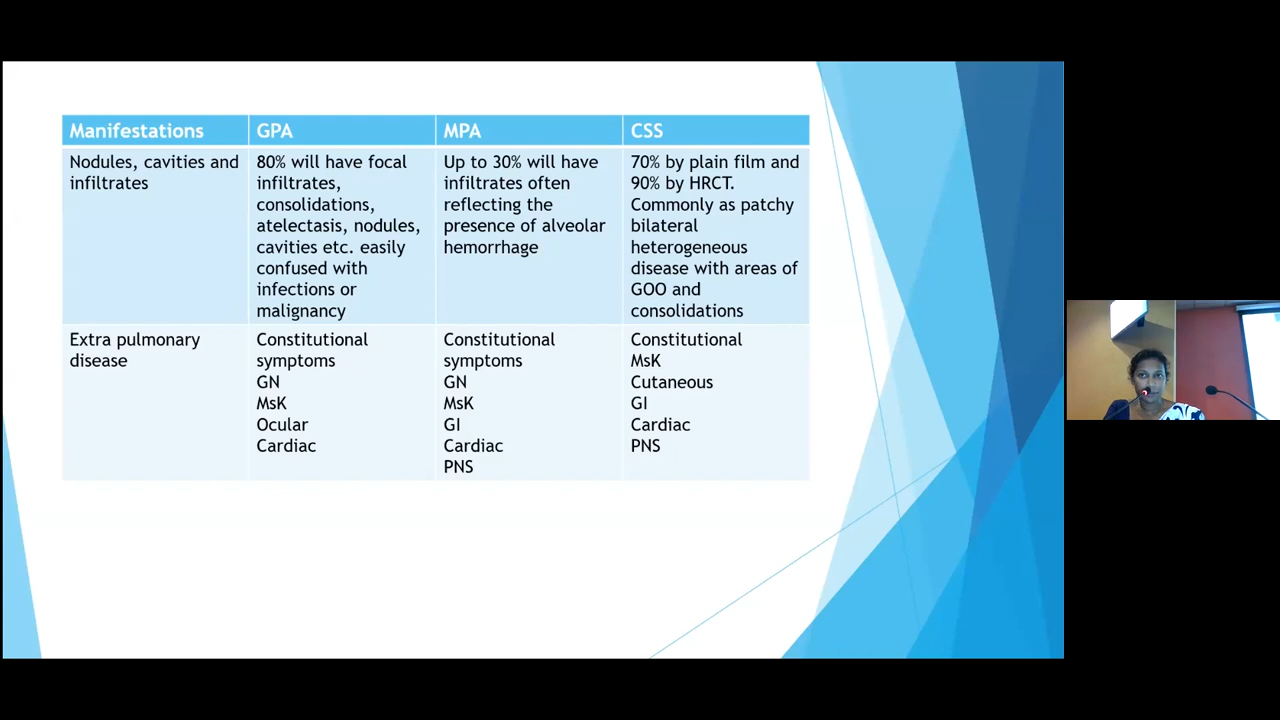 Manifestations
GPA
MPA
CSS
Nodules, cavities and
infiltrates
80% will have focal
infiltrates,
consolidations,
atelectasis, nodules,
cavities etc. easily
confused with
infections or
malignancy
Up to 30% will have
infiltrates often
reflecting the
presence of alveolar
hemorrhage
70% by plain film and
90% by HRCT.
Commonly as patchy
bilateral
heterogeneous
disease with areas of
GOO and
consolidations
Extra pulmonary
disease
Constitutional
symptoms
GN
MsK
Ocular
Cardiac
Constitutional
symptoms
GN
MsK
GI
Cardiac
PNS
Constitutional
MsK
Cutaneous
GI
Cardiac
PNS